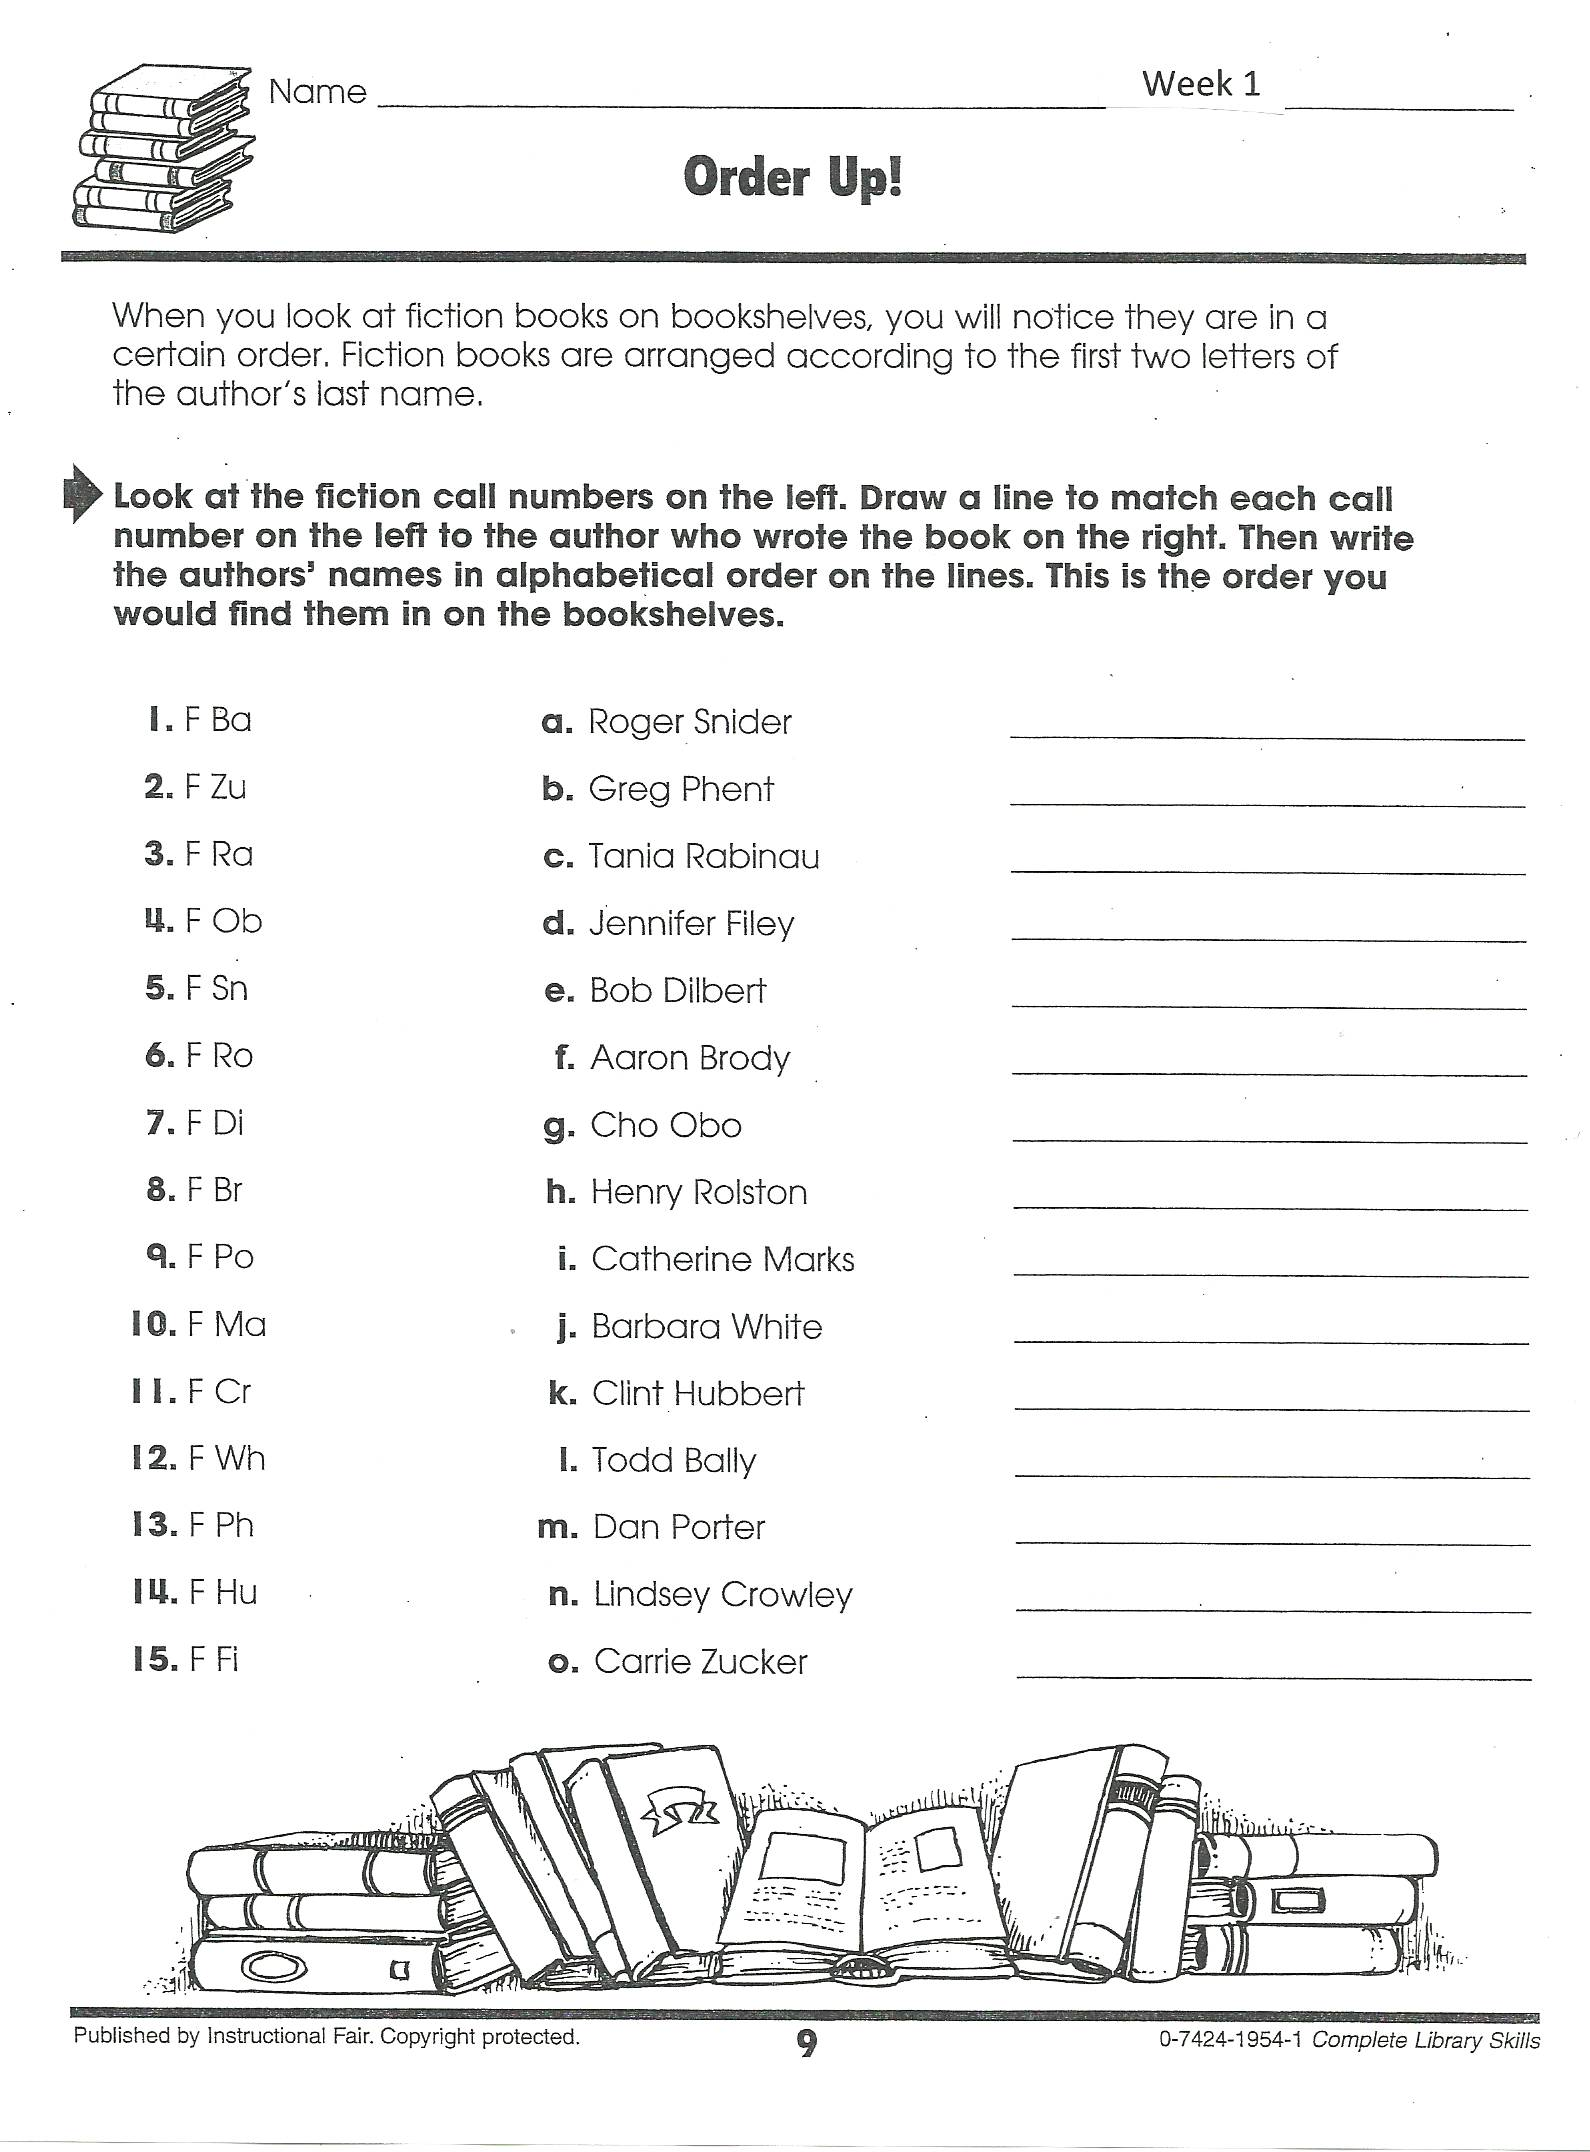 Name Week 1
Order Up!
When you look at fiction books on bookshelves, you will notice they are in a
certain order. Fiction books are arranged according to the first two letters of
the author's last name.
Look at the fiction call numbers on the left. Draw a line to match each call
number on the left to the author who wrote the book on the right. Then write
the authors' names in alphabetical order on the lines. This is the order you
would find them in on the bookshelves.
1. F Ba a. Roger Snider
2. F Zu b. Greg Phent
3. F Ra c. Tania Rabinau
4. F Ob d. Jennifer Filey
5. F Sn e. Bob Dilbert
6. F Ro f. Aaron Brody
7. F Di g. Cho Obo
8. F Br h. Henry Rolston
9. F Po i. Catherine Marks
10. F Ma j. Barbara White
11. F Cr k. Clint Hubbert
12. F Wh l. Todd Bally
13. F Ph m. Dan Porter
14. F Hu n. Lindsey Crowley
15. F Fi o. Carrie Zucker
Published by Instructional Fair. Copyright protected. 9 0-7424-1954-1 Complete Library Skills